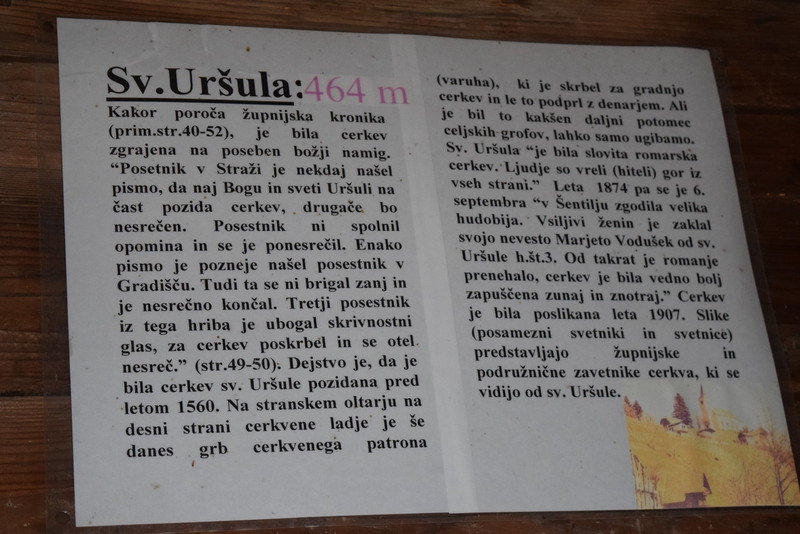 Sv.Uršula:464 m
Kakor poroča župnijska kronika
(prim.str.40-52), je bila cerkev
zgrajena na poseben božji namig.
“Posetnik v Straži je nekdaj našel
pismo, da naj Bogu in sveti Uršuli na
čast pozida cerkev, drugače bo
nesrečen. Posestnik ni spolnil
opomina in se je ponesrečil. Enako
pismo je pozneje našel posestnik v
Gradišču. Tudi ta se ni brigal zanj in
je nesrečno končal. Tretji posestnik
iz tega hriba je ubogal skrivnostni
glas, za cerkev poskrbel in se otel
nesreč.” (str.49-50). Dejstvo je, da je
bila cerkev sv. Uršule pozidana pred
letom 1560. Na stranskem oltarju na
desni strani cerkvene ladje je še
danes grb cerkvenega patrona
(varuha), ki je skrbel za gradnjo
cerkev in le to podprl z denarjem. Ali
je bil to kakšen daljni potomec
celjskih grofov, lahko samo ugibamo.
Sv. Uršula “je bila slovita romarska
cerkev. Ljudje so vreli (hiteli) gor iz
vseh strani.” Leta 1874 pa se je 6.
septembra “v Šentilju zgodila velika
hudobija. Vsiljivi ženin je zaklal
svojo nevesto Marjeto Vodušek od sv.
Uršule h.št.3. Od takrat je romanje
prenehalo, cerkev je bila vedno bolj
zapuščena zunaj in znotraj.” Cerkev
je bila poslikana leta 1907. Slike
(posamezni svetniki in svetnice)
predstavljajo župnijske in
podružnične zavetnike cerkva, ki se
vidijo od sv. Uršule.